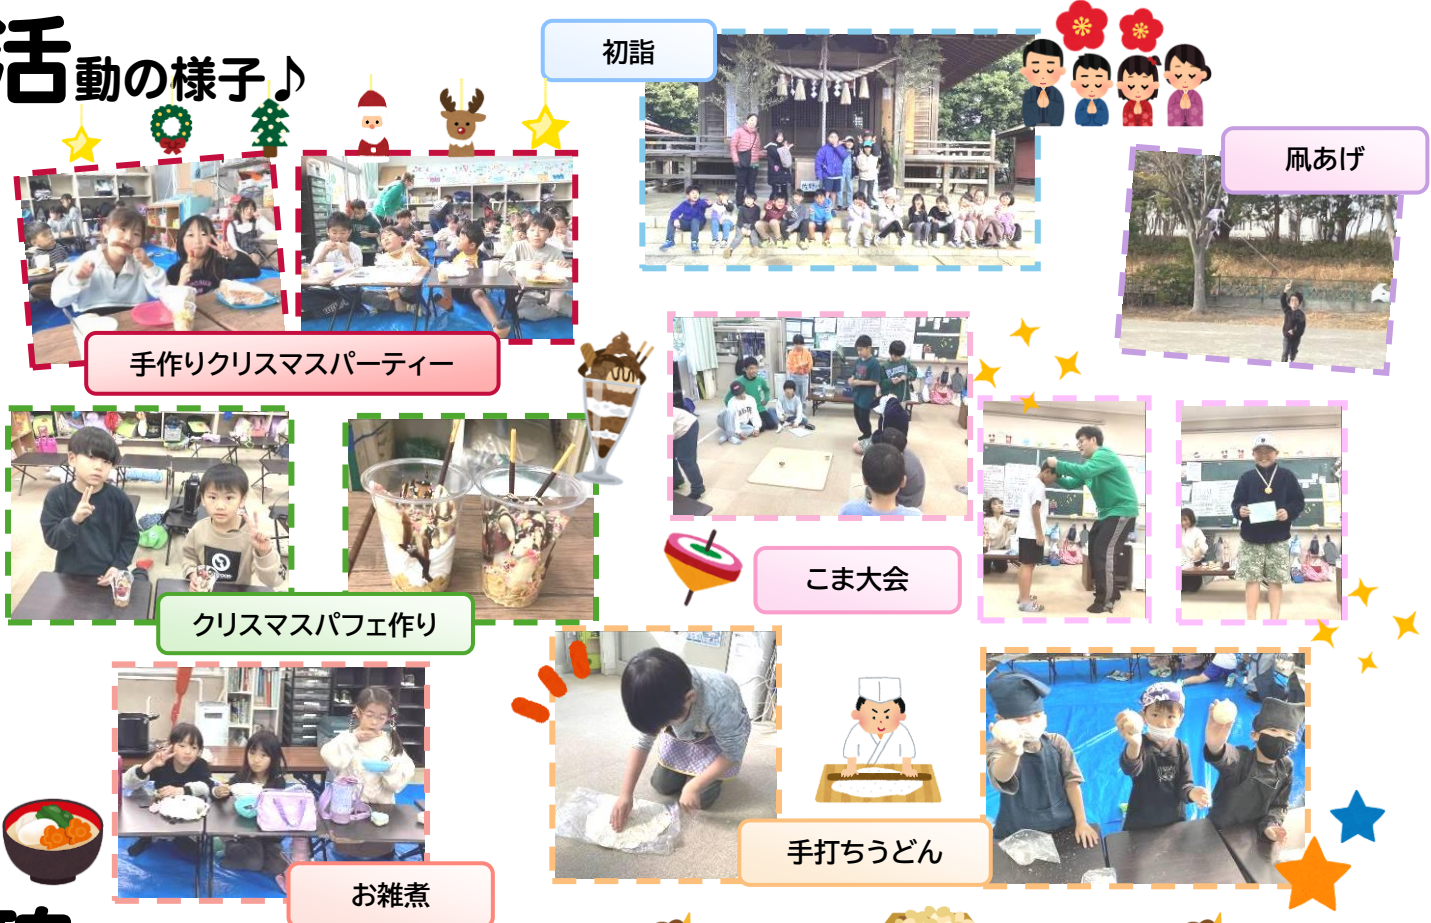 活動の様子♪
初詣
凧あげ
手作りクリスマスパーティー
クリスマスパフェ作り
こま大会
手打ちうどん
お雑煮